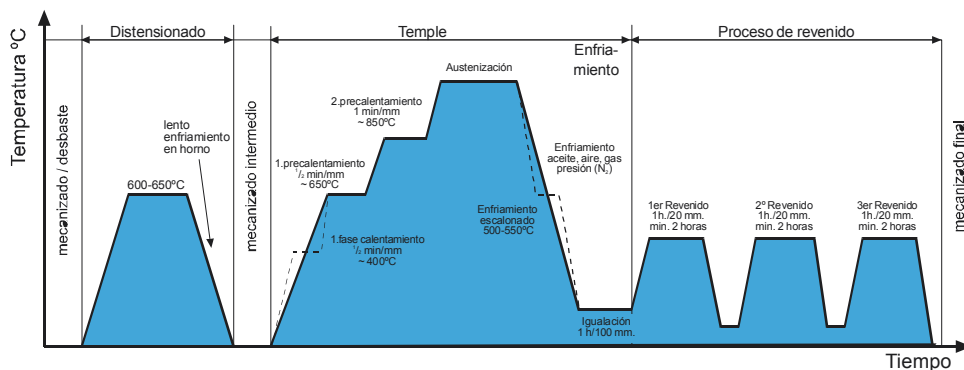 Temperatura ºC
Distensionado
Temple
Enfria-
miento
Proceso de revenido
mecanizado / desbaste
lento
enfriamiento
en horno
600-650ºC
mecanizado intermedio
Austenización
2.precalentamiento
1 min/mm
~ 850ºC
1.precalentamiento
1/2 min/mm
~ 650ºC
1.fase calentamiento
1/2 min/mm
~ 400ºC
Enfriamiento
aceite, aire, gas
presión (N2)
Enfriamiento
escalonado
500-550ºC
Igualación
1 h/100 mm.
1er Revenido
1h./20 mm.
min. 2 horas
2º Revenido
1h./20 mm.
min. 2 horas
3er Revenido
1h./20 mm.
min. 2 horas
mecanizado final
Tiempo